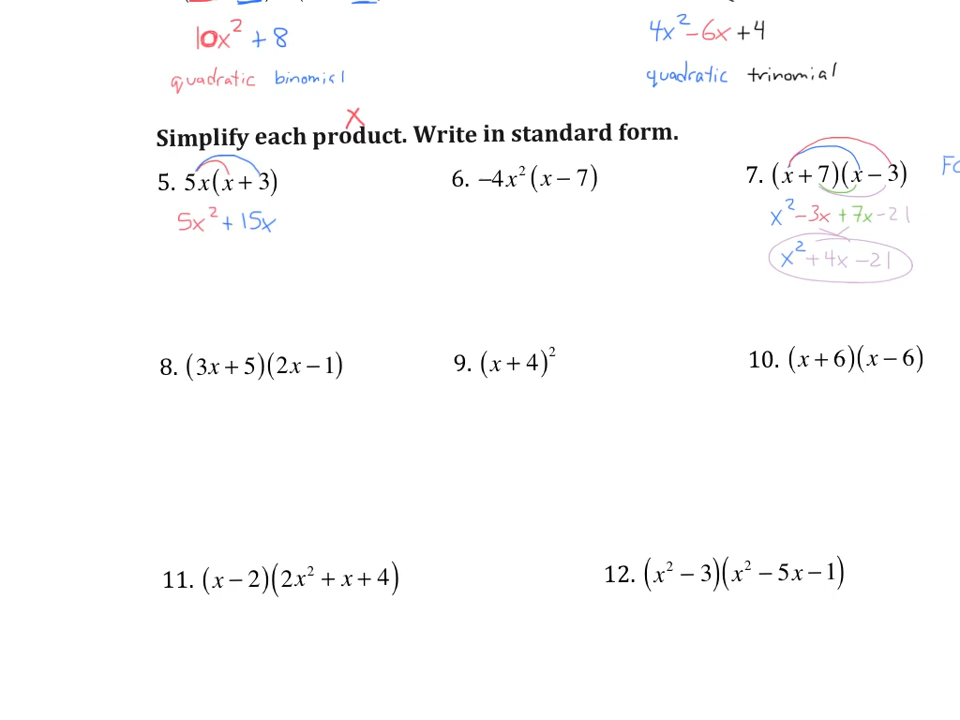 10x² + 8
4x² - 6x + 4
quadratic binomial
quadratic trinomial
x
Simplify each product. Write in standard form.
5. 5x(x + 3)
6. –4x²(x – 7)
7. (x + 7)(x – 3)
5x² + 15x
x² - 3x + 7x - 21
x² + 4x - 21
8. (3x + 5)(2x – 1)
9. (x + 4)²
10. (x + 6)(x – 6)
11. (x – 2)(2x² + x + 4)
12. (x² – 3)(x² – 5x – 1)